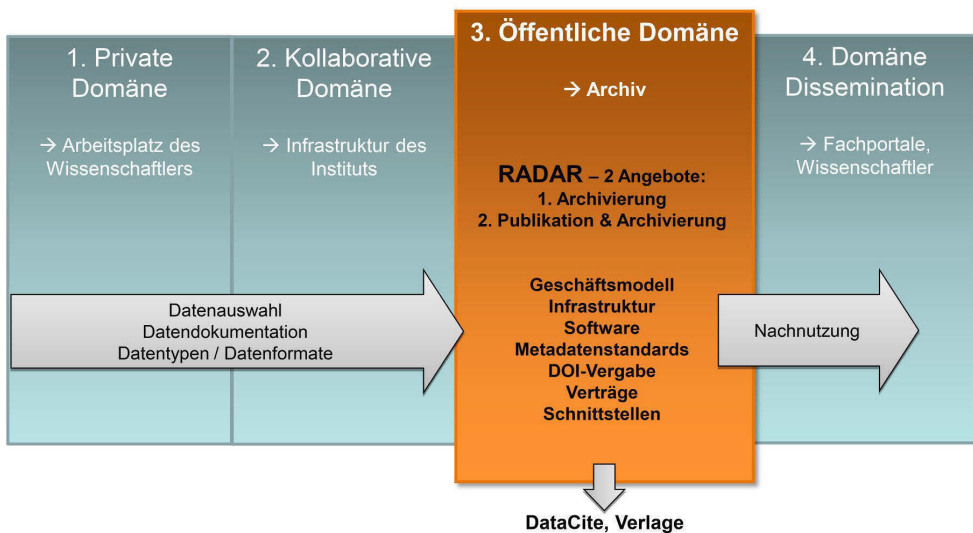 1. Private
Domäne
→ Arbeitsplatz des
Wissenschaftlers
2. Kollaborative
Domäne
→ Infrastruktur des
Instituts
3. Öffentliche Domäne
→ Archiv
RADAR – 2 Angebote:
1. Archivierung
2. Publikation & Archivierung
Geschäftsmodell
Infrastruktur
Software
Metadatenstandards
DOI-Vergabe
Verträge
Schnittstellen
4. Domäne
Dissemination
→ Fachportale,
Wissenschaftler
Datenauswahl
Datendokumentation
Datentypen / Datenformate
Nachnutzung
DataCite, Verlage